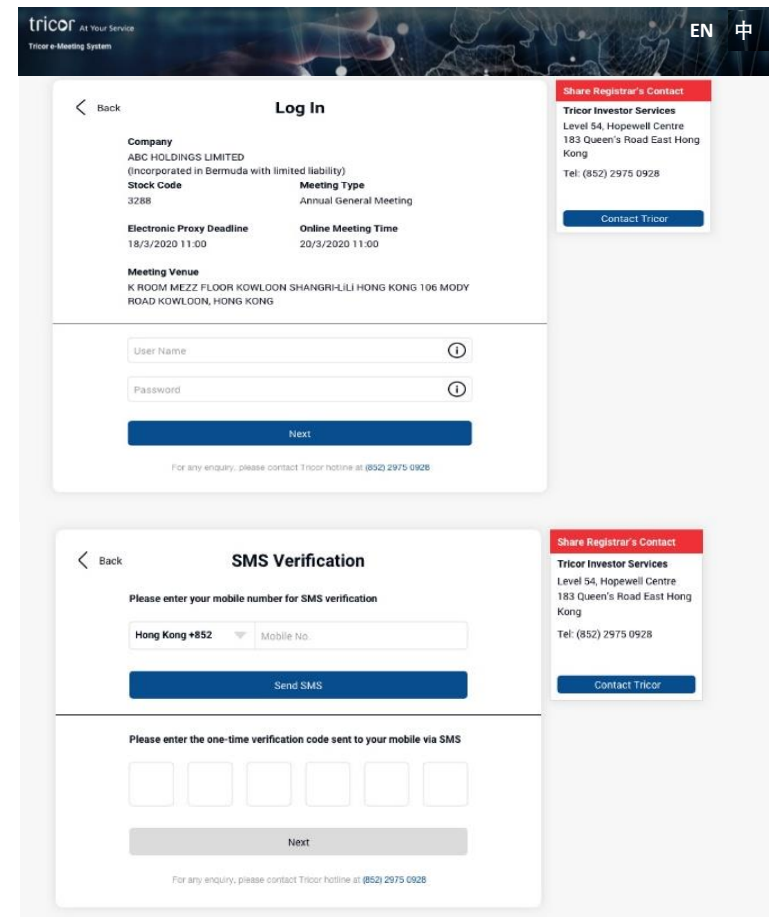 tricor At Your Service
Tricor e-Meeting System
EN 中
Back
Log In
Company
ABC HOLDINGS LIMITED
(Incorporated in Bermuda with limited liability)
Stock Code Meeting Type
3288 Annual General Meeting
Electronic Proxy Deadline Online Meeting Time
18/3/2020 11:00 20/3/2020 11:00
Meeting Venue
K ROOM MEZZ FLOOR KOWLOON SHANGRI-LiLi HONG KONG 106 MODY
ROAD KOWLOON, HONG KONG
User Name
Password
Next
For any enquiry, please contact Tricor hotline at (852) 2975 0928
Share Registrar's Contact
Tricor Investor Services
Level 54, Hopewell Centre
183 Queen's Road East Hong
Kong
Tel: (852) 2975 0928
Contact Tricor
Back
SMS Verification
Please enter your mobile number for SMS verification
Hong Kong +852 Mobile No.
Send SMS
Please enter the one-time verification code sent to your mobile via SMS
Next
For any enquiry, please contact Tricor hotline at (852) 2975 0928
Share Registrar's Contact
Tricor Investor Services
Level 54, Hopewell Centre
183 Queen's Road East Hong
Kong
Tel: (852) 2975 0928
Contact Tricor